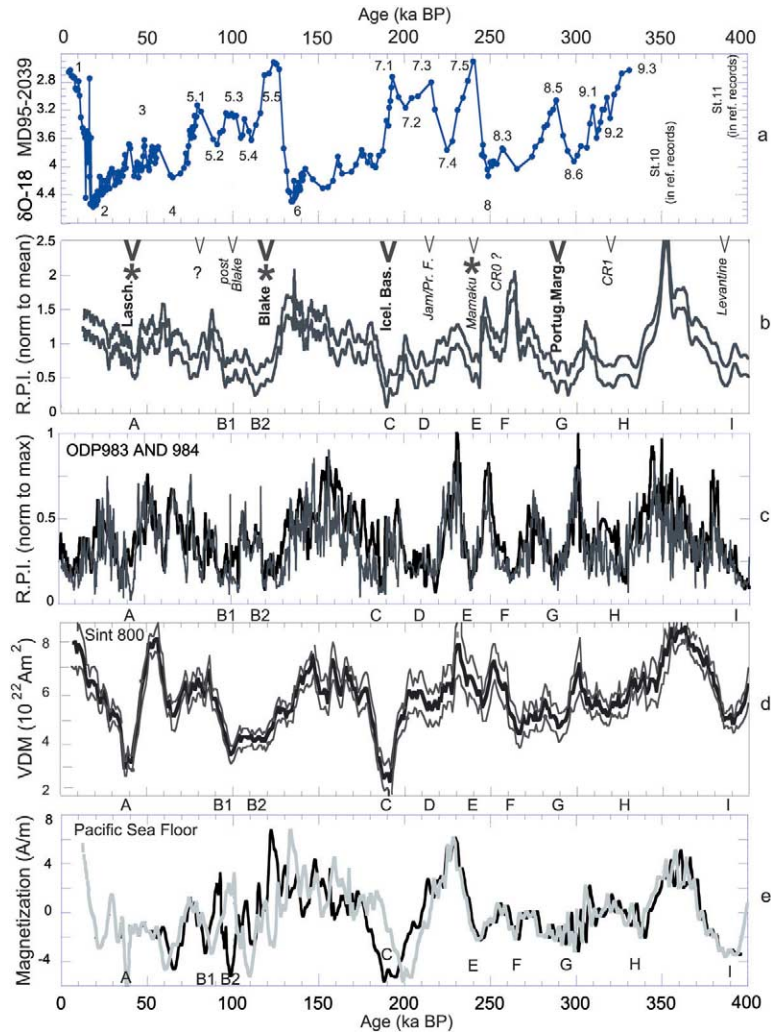 Age (ka BP)
0 50 100 150 200 250 300 350 400
δO-18 MD95-2039
2.8
3.2
3.6
4
4.4
1
2
3
4
5.1
5.2
5.3
5.4
5.5
6
7.1
7.2
7.3
7.4
7.5
8
8.3
8.5
8.6
9.1
9.2
9.3
St.10
(in ref. records)
St.11
(in ref. records)
a
R.P.I. (norm to mean)
2.5
2
1.5
1
0.5
0
Lasch.
*
?
post
Blake
Blake
*
Icel. Bas.
Jam/Pr. F.
Mamaku
*
CR0 ?
Portug.Marg.
CR1
Levantine
b
A B1 B2 C D E F G H I
R.P.I. (norm to max)
1
0.5
0
ODP983 AND 984
c
A B1 B2 C D E F G H I
VDM (10 22Am2)
8
6
4
2
Sint 800
d
A B1 B2 C D E F G H I
Magnetization (A/m)
8
4
0
-4
Pacific Sea Floor
e
A B1 B2 C E F G H I
0 50 100 150 200 250 300 350 400
Age (ka BP)